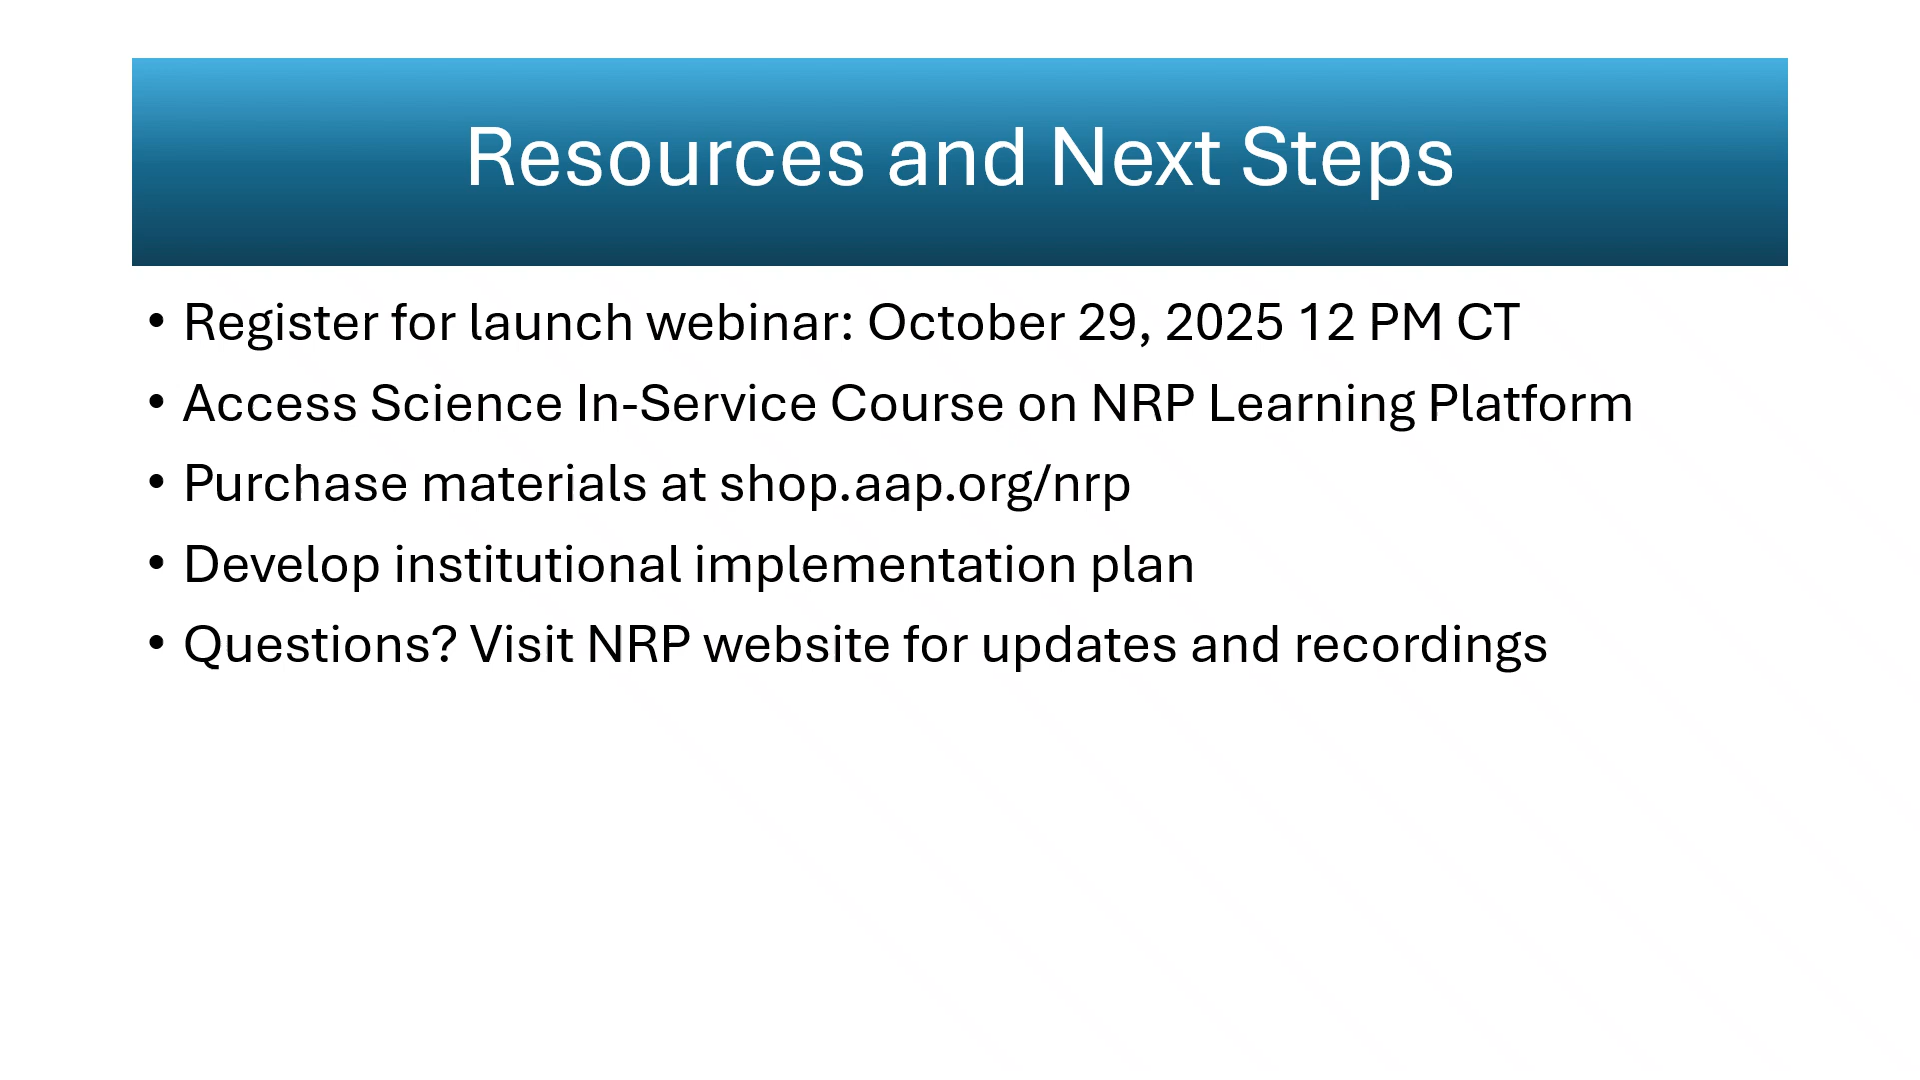 Resources and Next Steps
• Register for launch webinar: October 29, 2025 12 PM CT
• Access Science In-Service Course on NRP Learning Platform
• Purchase materials at shop.aap.org/nrp
• Develop institutional implementation plan
• Questions? Visit NRP website for updates and recordings